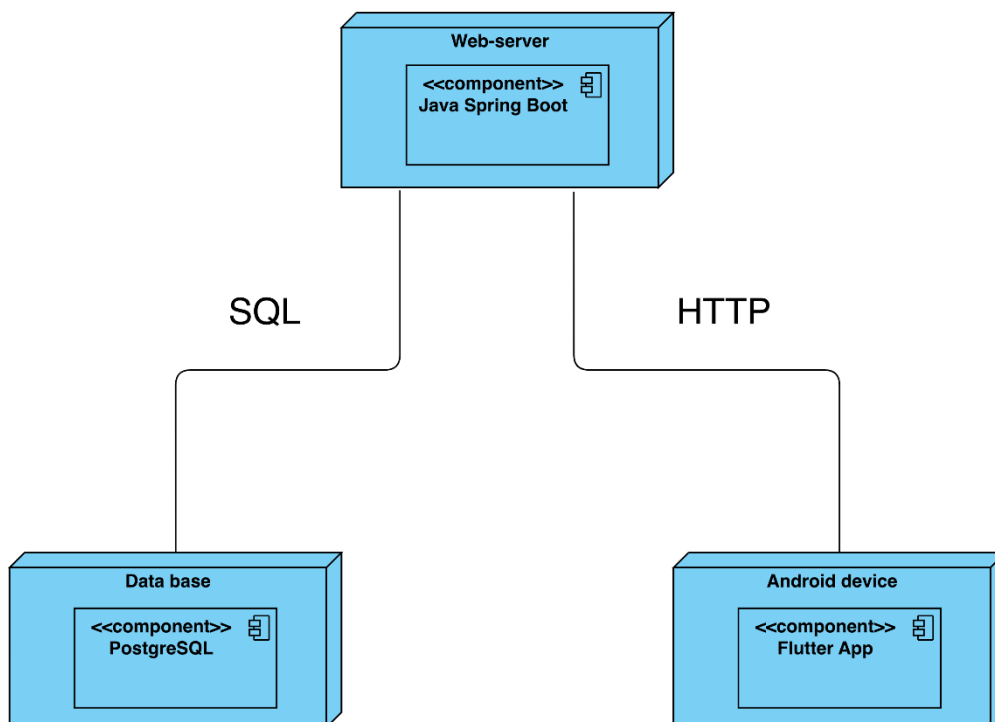 Web-server
<<component>>
Java Spring Boot
SQL
HTTP
Data base
<<component>>
PostgreSQL
Android device
<<component>>
Flutter App